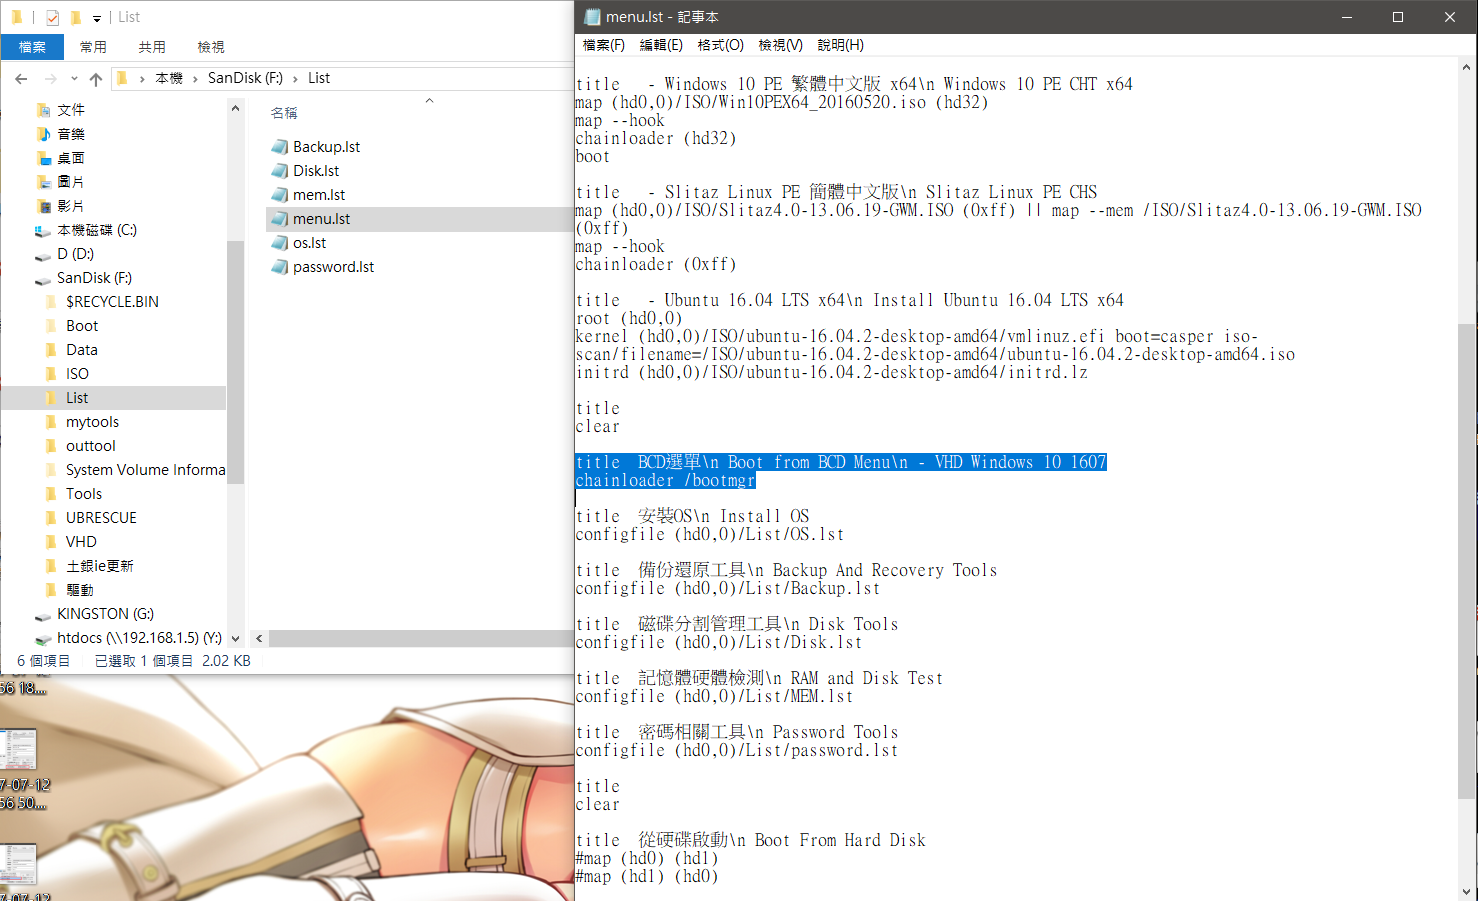 List
檔案 常用 共用 檢視
本機 SanDisk (F:) List
文件
音樂
桌面
圖片
影片
本機磁碟 (C:)
D (D:)
SanDisk (F:)
$RECYCLE.BIN
Boot
Data
ISO
List
mytools
outtool
System Volume Informa
Tools
UBRESCUE
VHD
土銀ie更新
驅動
KINGSTON (G:)
htdocs (\\192.168.1.5) (Y:)
名稱
Backup.lst
Disk.lst
mem.lst
menu.lst
os.lst
password.lst
6 個項目 已選取 1 個項目 2.02 KB
56 18....
7-07-12
56 50....
menu.lst - 記事本
檔案(F) 編輯(E) 格式(O) 檢視(V) 說明(H)
title   - Windows 10 PE 繁體中文版 x64\n Windows 10 PE CHT x64
map (hd0,0)/ISO/Win10PEX64_20160520.iso (hd32)
map --hook
chainloader (hd32)
boot
title   - Slitaz Linux PE 簡體中文版\n Slitaz Linux PE CHS
map (hd0,0)/ISO/Slitaz4.0-13.06.19-GWM.ISO (0xff) || map --mem /ISO/Slitaz4.0-13.06.19-GWM.ISO
(0xff)
map --hook
chainloader (0xff)
title   - Ubuntu 16.04 LTS x64\n Install Ubuntu 16.04 LTS x64
root (hd0,0)
kernel (hd0,0)/ISO/ubuntu-16.04.2-desktop-amd64/vmlinuz.efi boot=casper iso-
scan/filename=/ISO/ubuntu-16.04.2-desktop-amd64/ubuntu-16.04.2-desktop-amd64.iso
initrd (hd0,0)/ISO/ubuntu-16.04.2-desktop-amd64/initrd.lz
title
clear
title  BCD選單\n Boot from BCD Menu\n - VHD Windows 10 1607
chainloader /bootmgr
title  安裝OS\n Install OS
configfile (hd0,0)/List/OS.lst
title  備份還原工具\n Backup And Recovery Tools
configfile (hd0,0)/List/Backup.lst
title  磁碟分割管理工具\n Disk Tools
configfile (hd0,0)/List/Disk.lst
title  記憶體硬體檢測\n RAM and Disk Test
configfile (hd0,0)/List/MEM.lst
title  密碼相關工具\n Password Tools
configfile (hd0,0)/List/password.lst
title
clear
title  從硬碟啟動\n Boot From Hard Disk
#map (hd0) (hd1)
#map (hd1) (hd0)